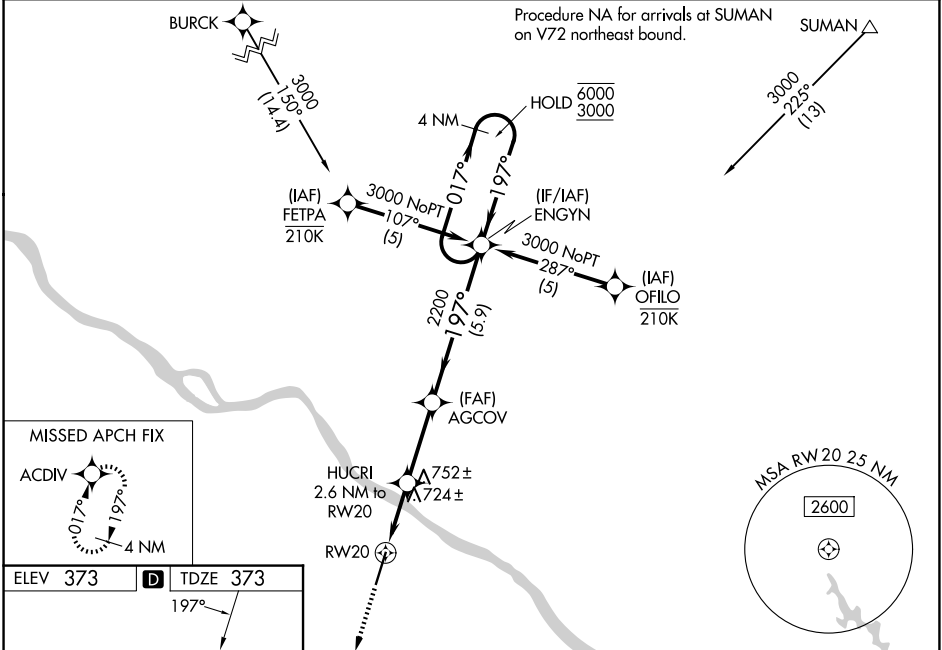 Procedure NA for arrivals at SUMAN
on V72 northeast bound.
BURCK
SUMAN
3000
150°
(14.4)
3000
225°
(13)
HOLD 6000
3000
4 NM
017°
197°
(IAF)
FETPA
210K
3000 NoPT
107°
(5)
(IF/IAF)
ENGYN
3000 NoPT
287°
(5)
(IAF)
OFILO
210K
2200
197°
(5.9)
(FAF)
AGCOV
HUCRI
2.6 NM to
RW20
752 ±
724 ±
RW20
MISSED APCH FIX
ACDIV
017°
197°
4 NM
MSA RW20 25 NM
2600
ELEV 373 D TDZE 373
197°